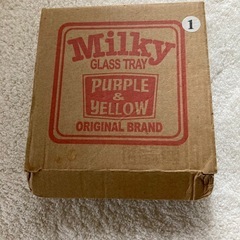 1
Milky
GLASS TRAY
PURPLE
&
YELLOW
ORIGINAL BRAND